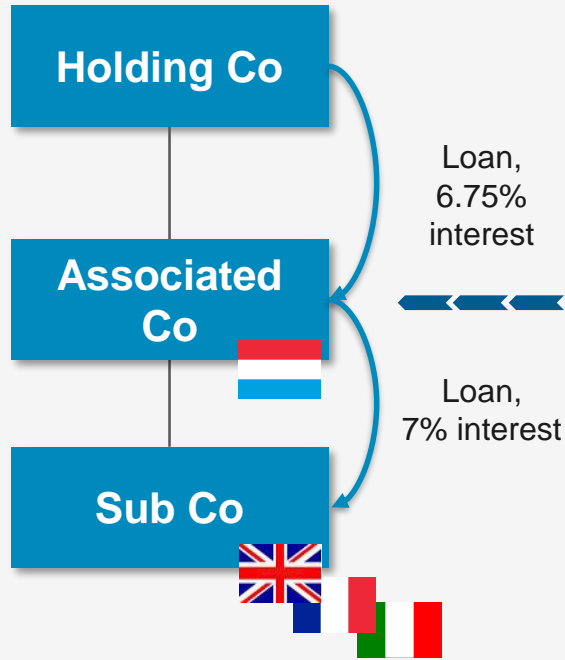 Holding Co
Loan,
6.75%
interest
Associated
Co
Loan,
7% interest
Sub Co